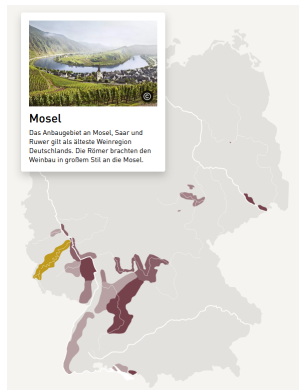 ©
Mosel
Das Anbaugebiet an Mosel, Saar und
Ruwer gilt als älteste Weinregion
Deutschlands. Die Römer brachten den
Weinbau in großem Stil an die Mosel.